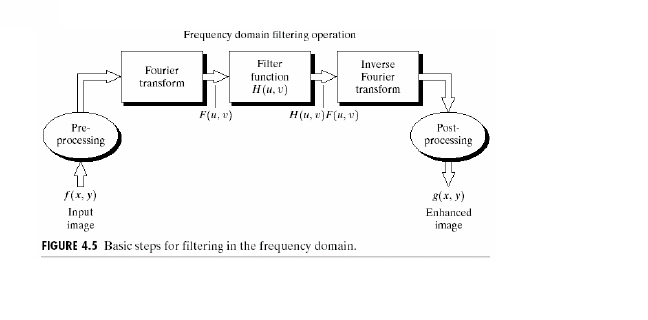 Frequency domain filtering operation
Fourier
transform
Filter
function
H(u, v)
Inverse
Fourier
transform
F(u, v)
H(u, v)F(u, v)
Pre-
processing
Post-
processing
f(x, y)
Input
image
g(x, y)
Enhanced
image
FIGURE 4.5 Basic steps for filtering in the frequency domain.